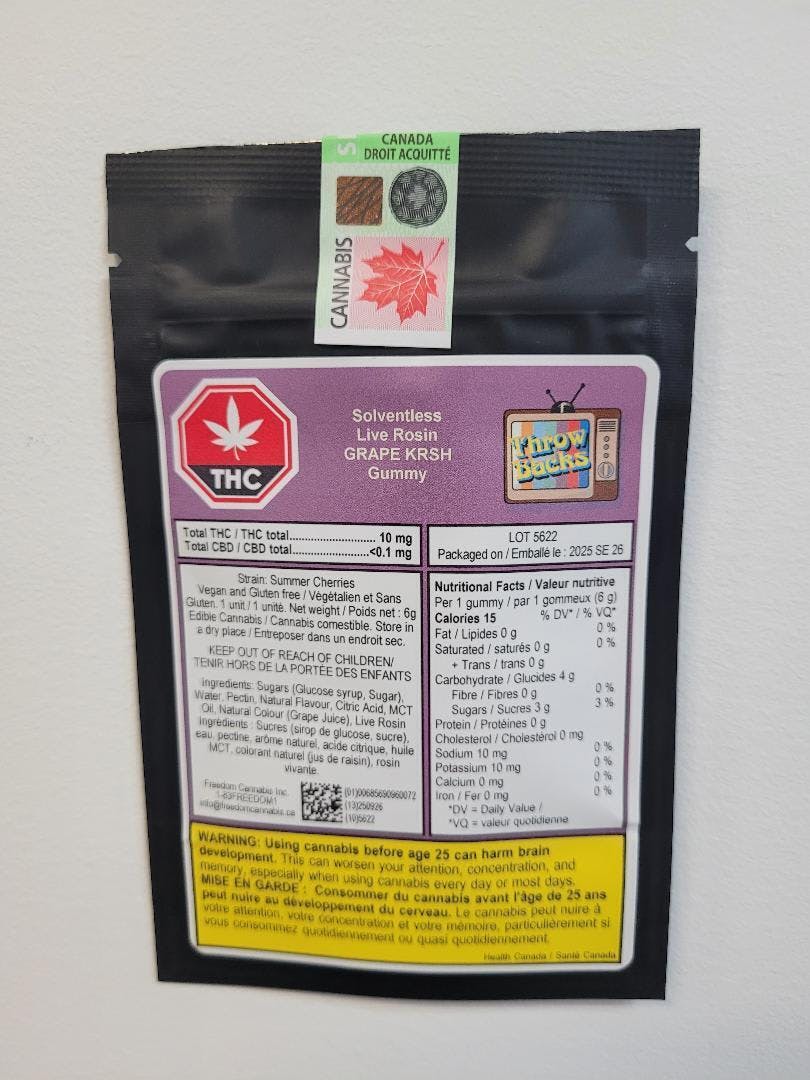 CANADA
DROIT ACQUITTÉ
CANNABIS
THC
Solventless
Live Rosin
GRAPE KRSH
Gummy
Throw
Backs
Total THC / THC total.............................. 10 mg
Total CBD / CBD total..........................<0.1 mg
LOT 5622
Packaged on / Emballé le : 2025 SE 26
Strain: Summer Cherries
Vegan and Gluten free / Végétalien et Sans
Gluten. 1 unit / 1 unité. Net weight / Poids net : 6g
Edible Cannabis / Cannabis comestible. Store in
a dry place / Entreposer dans un endroit sec.
KEEP OUT OF REACH OF CHILDREN/
TENIR HORS DE LA PORTÉE DES ENFANTS
Ingredients: Sugars (Glucose syrup, Sugar),
Water, Pectin, Natural Flavour, Citric Acid, MCT
Oil, Natural Colour (Grape Juice), Live Rosin
Ingrédients : Sucres (sirop de glucose, sucre),
eau, pectine, arôme naturel, acide citrique, huile
MCT, colorant naturel (jus de raisin), rosin
vivante.
Freedom Cannabis Inc.
1-83FREEDOM1
info@freedomcannabis.ca
(01)00685690960072
(13)250926
(10)5622
Nutritional Facts / Valeur nutritive
Per 1 gummy / par 1 gommeux (6 g)
Calories 15 % DV* / % VQ*
Fat / Lipides 0 g 0 %
Saturated / saturés 0 g 0 %
+ Trans / trans 0 g
Carbohydrate / Glucides 4 g
Fibre / Fibres 0 g 0 %
Sugars / Sucres 3 g 3 %
Protein / Protéines 0 g
Cholesterol / Cholestérol 0 mg
Sodium 10 mg 0 %
Potassium 10 mg 0 %
Calcium 0 mg 0 %
Iron / Fer 0 mg 0 %
*DV = Daily Value /
*VQ = valeur quotidienne
WARNING: Using cannabis before age 25 can harm brain
development. This can worsen your attention, concentration, and
memory, especially when using cannabis every day or most days.
MISE EN GARDE : Consommer du cannabis avant l'âge de 25 ans
peut nuire au développement du cerveau. Le cannabis peut nuire à
votre attention, votre concentration et votre mémoire, particulièrement si
vous consommez quotidiennement ou quasi quotidiennement.
Health Canada / Santé Canada